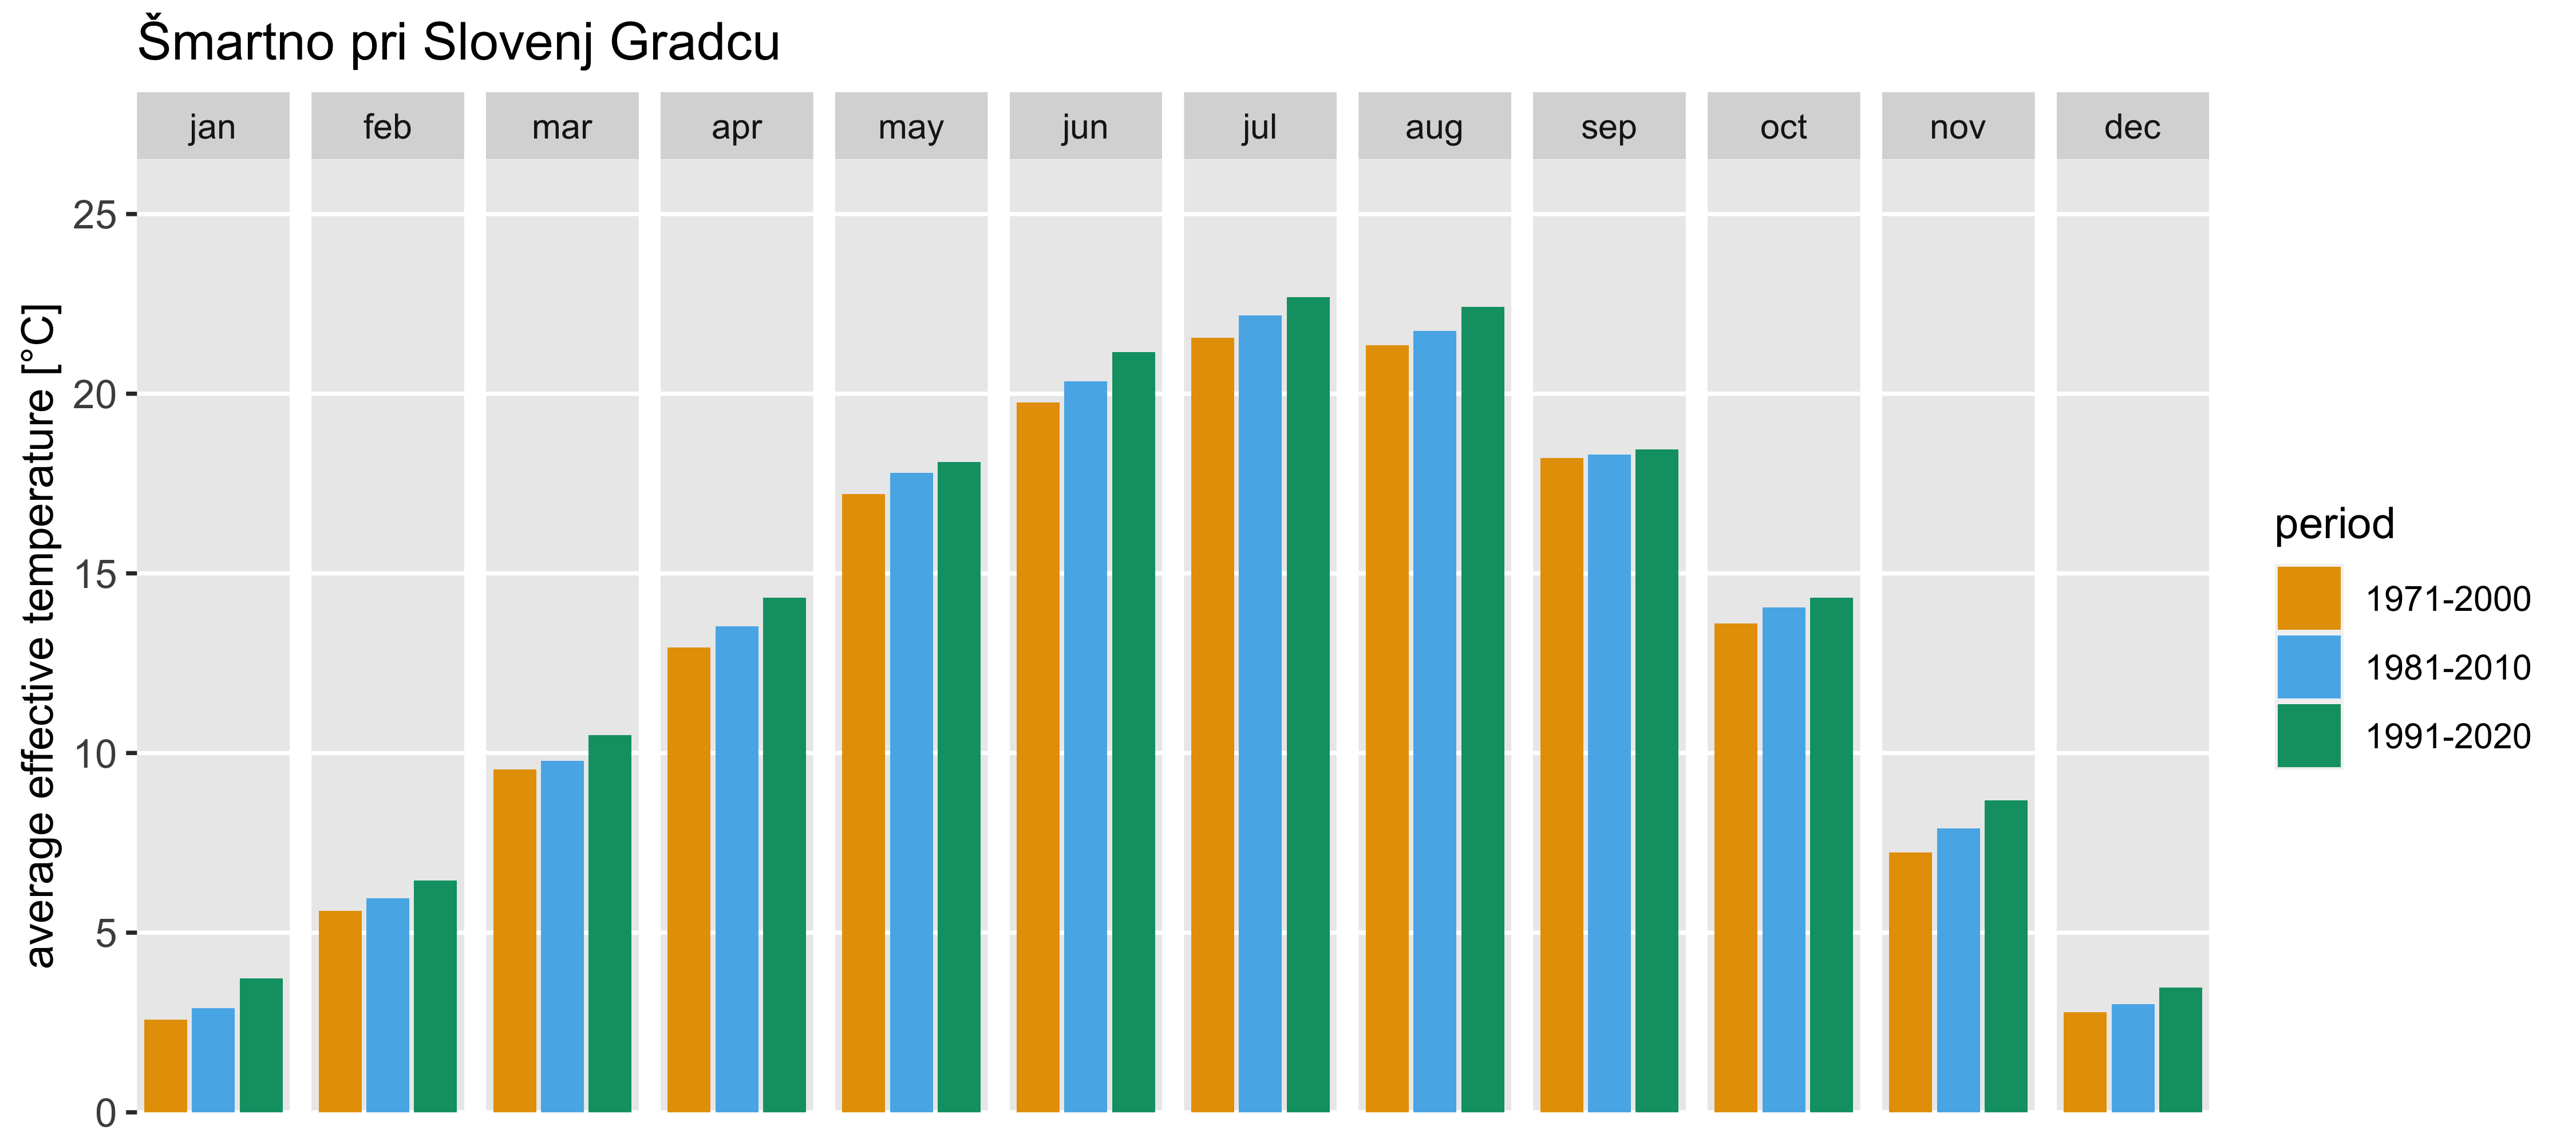 Šmartno pri Slovenj Gradcu
jan feb mar apr may jun jul aug sep oct nov dec
average effective temperature [°C]
25
20
15
10
5
0
period
1971-2000
1981-2010
1991-2020